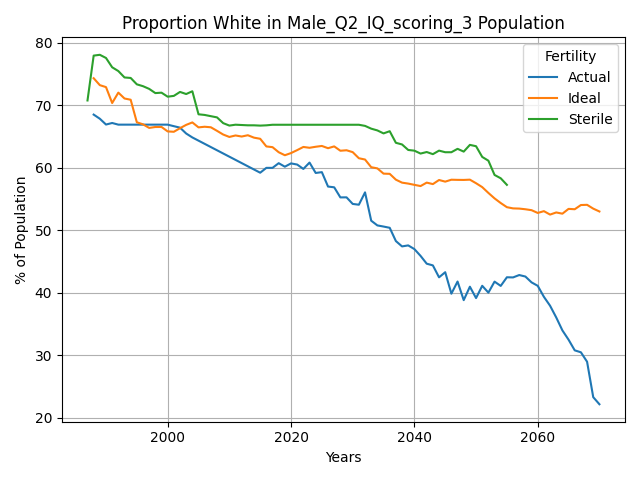 Proportion White in Male_Q2_IQ_scoring_3 Population
80
70
60
50
40
30
20
% of Population
2000
2020
2040
2060
Years
Fertility
Actual
Ideal
Sterile